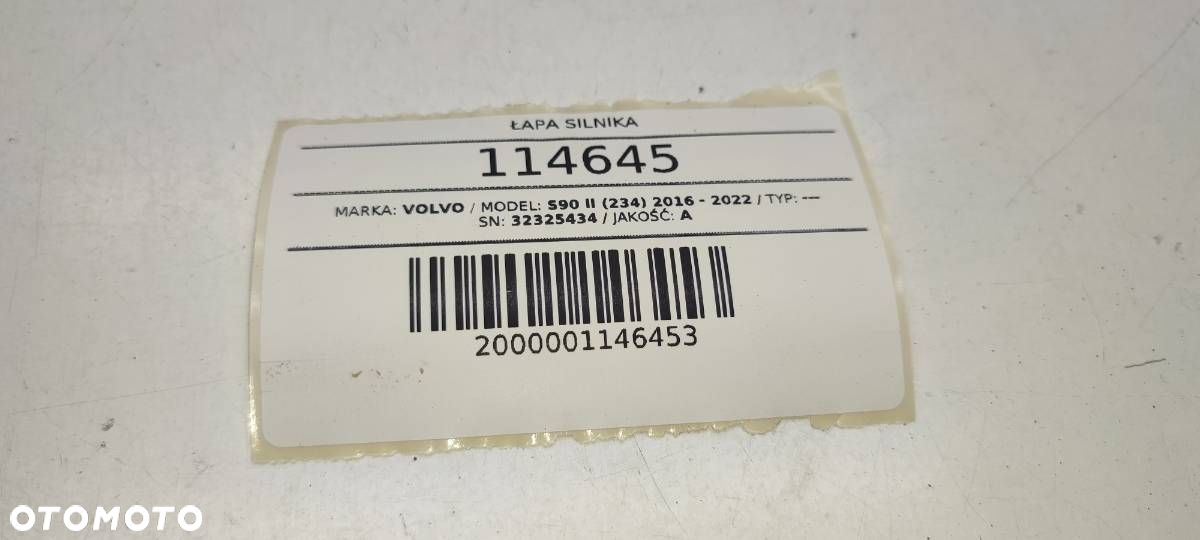 ŁAPA SILNIKA
114645
MARKA: VOLVO / MODEL: S90 II (234) 2016 - 2022 / TYP: ---
SN: 32325434 / JAKOŚĆ: A
2000001146453
OTOMOTO